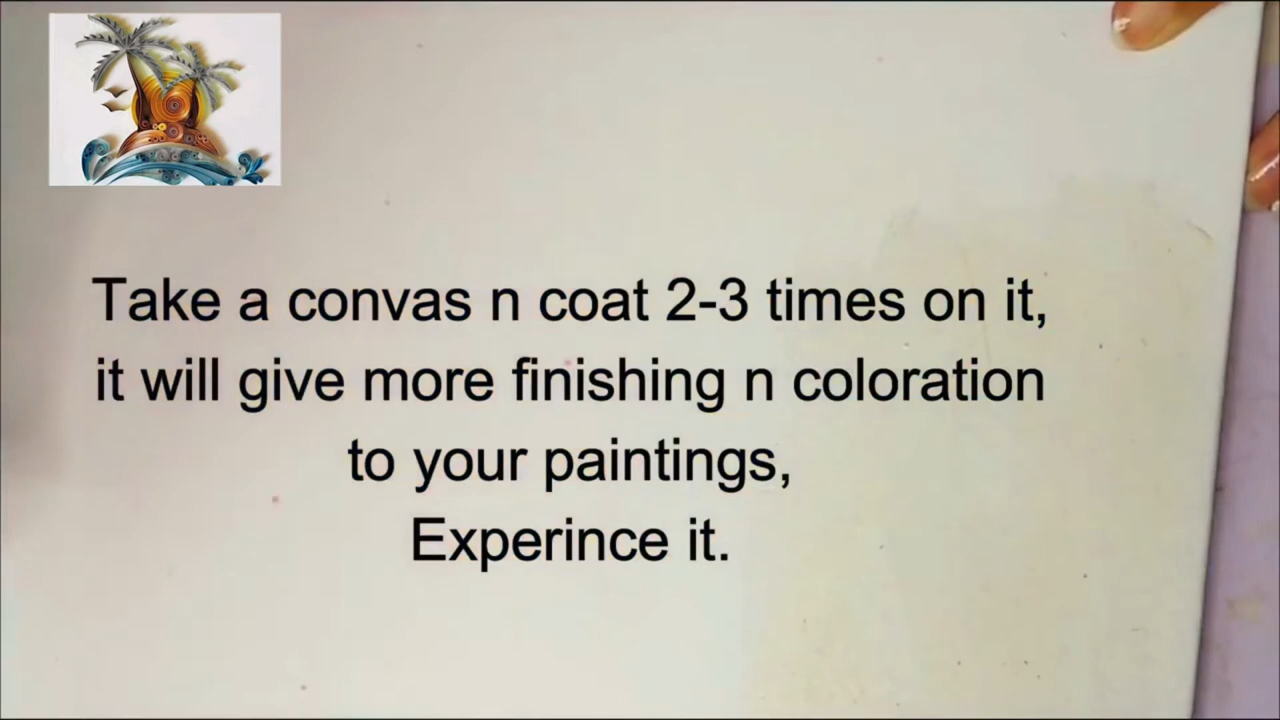 Take a convas n coat 2-3 times on it,
it will give more finishing n coloration
to your paintings,
Experince it.